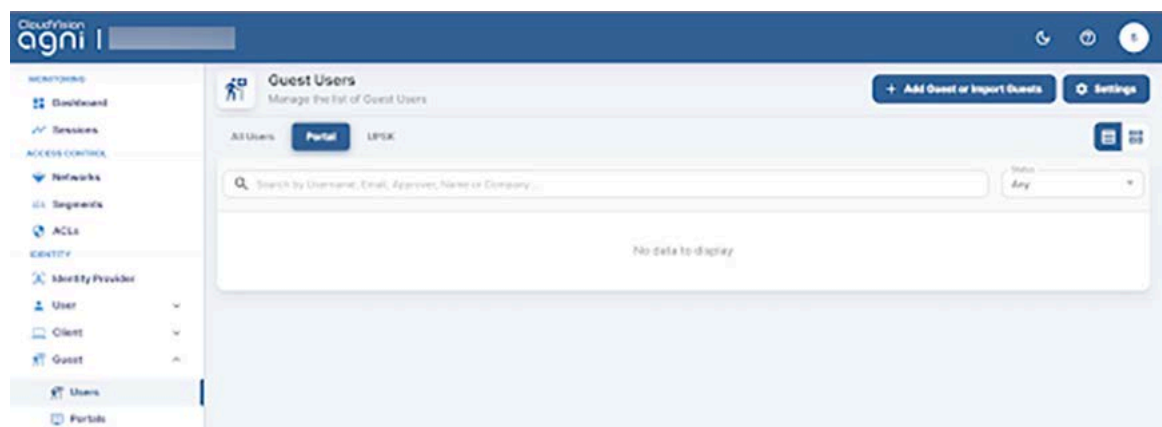 CloudVision
agni |
MONITORING
Dashboard
Sessions
ACCESS CONTROL
Networks
Segments
ACLs
IDENTITY
Identity Provider
User
Client
Guest
Users
Portals
Guest Users
Manage the list of Guest Users
+ Add Guest or Import Guests
Settings
All Users
Portal
UPSK
Search by Username, Email, Approver, Name or Company...
Status
Any
No data to display